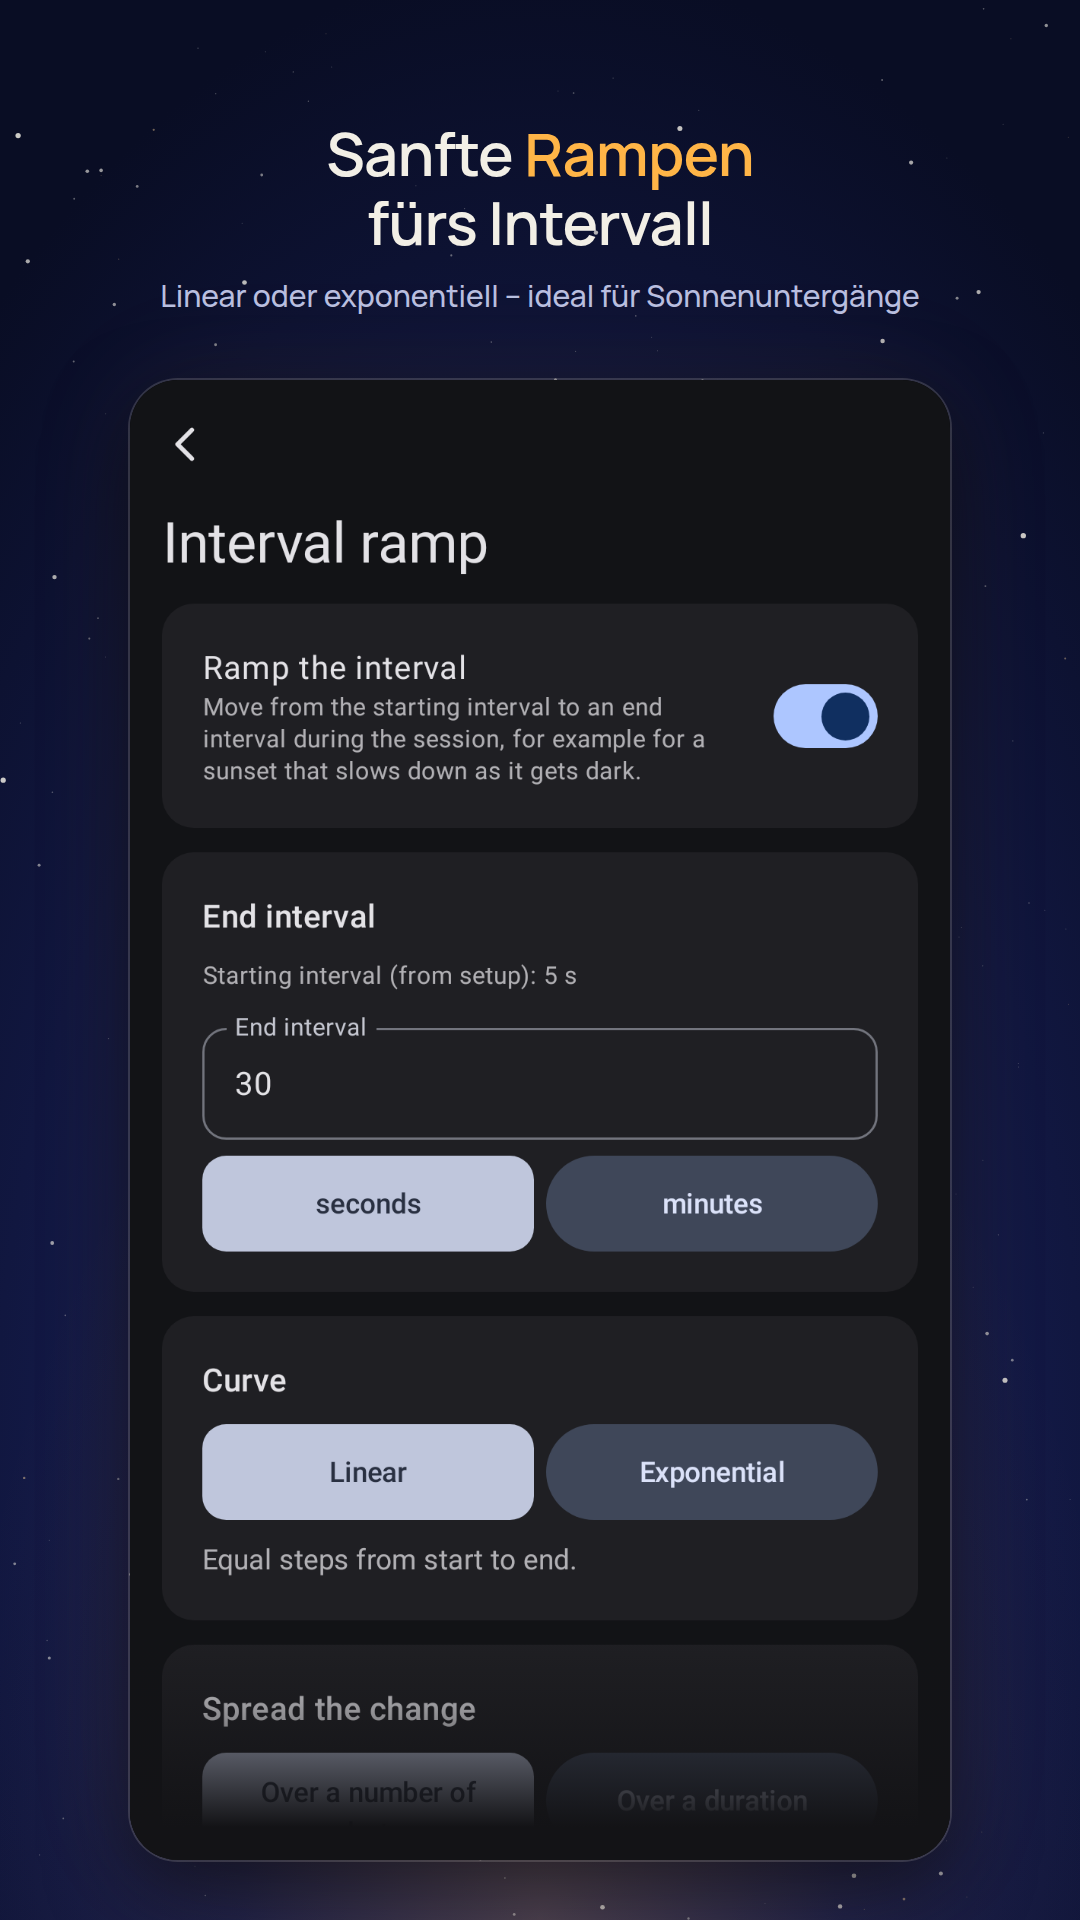 Sanfte Rampen
fürs Intervall
Linear oder exponentiell – ideal für Sonnenuntergänge
Interval ramp
Ramp the interval
Move from the starting interval to an end
interval during the session, for example for a
sunset that slows down as it gets dark.
End interval
Starting interval (from setup): 5 s
End interval
30
seconds minutes
Curve
Linear Exponential
Equal steps from start to end.
Spread the change
Over a number of Over a duration